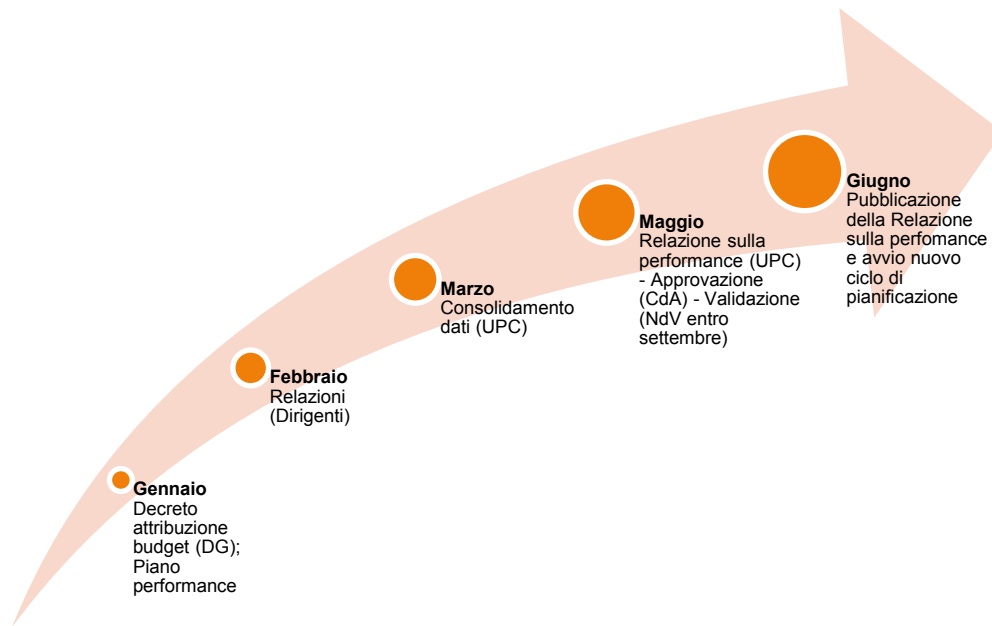 Gennaio
Decreto
attribuzione
budget (DG);
Piano
performance
Febbraio
Relazioni
(Dirigenti)
Marzo
Consolidamento
dati (UPC)
Maggio
Relazione sulla
performance (UPC)
- Approvazione
(CdA) - Validazione
(NdV entro
settembre)
Giugno
Pubblicazione
della Relazione
sulla perfomance
e avvio nuovo
ciclo di
pianificazione